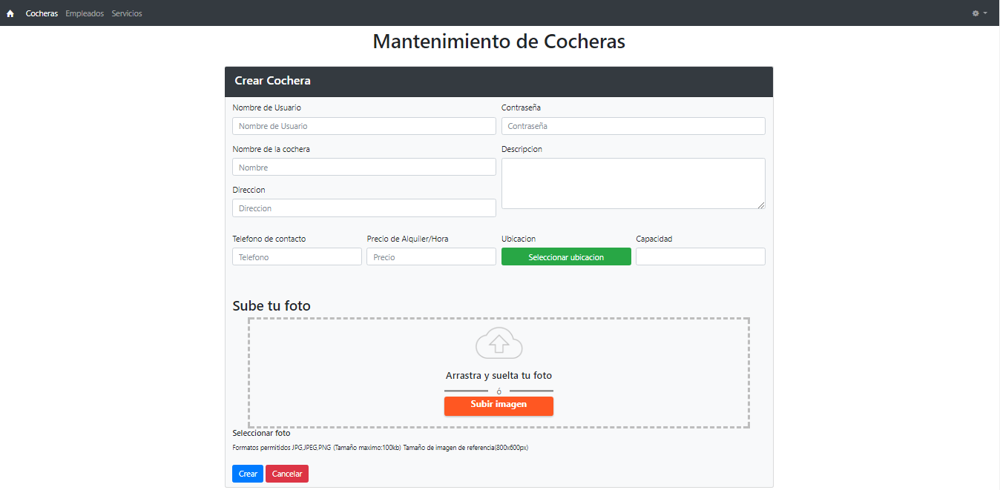 Cocheras Empleados Servicios
Mantenimiento de Cocheras
Crear Cochera
Nombre de Usuario Contraseña
Nombre de Usuario Contraseña
Nombre de la cochera Descripcion
Nombre
Direccion
Direccion
Telefono de contacto Precio de Alquiler/Hora Ubicacion Capacidad
Telefono Precio Seleccionar ubicacion
Sube tu foto
Arrastra y suelta tu foto
ó
Subir imagen
Seleccionar foto
Formatos permitidos JPG,JPEG,PNG (Tamaño maximo:100kb) Tamaño de imagen de referencia(800x600px)
Crear Cancelar